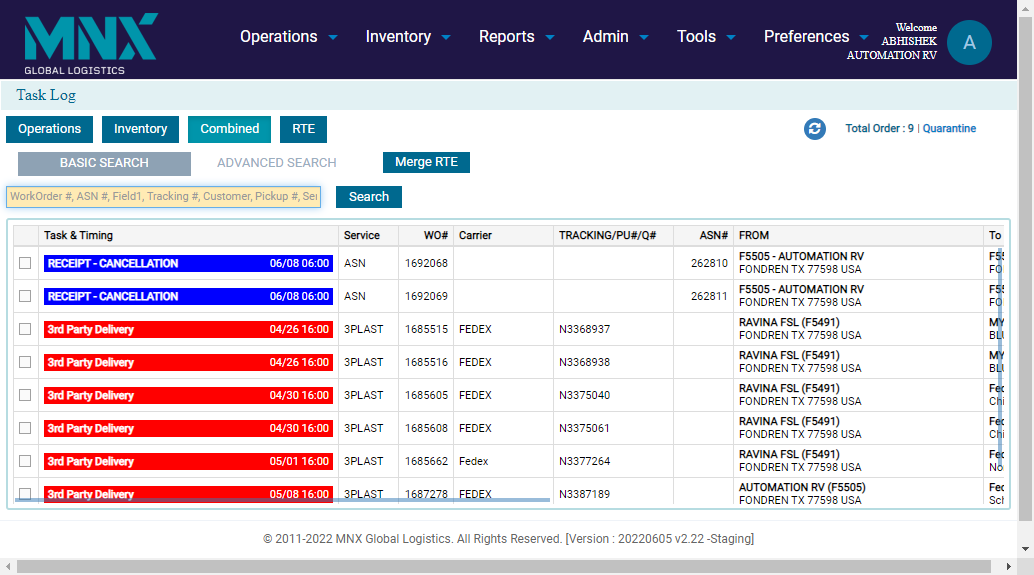 MNX
GLOBAL LOGISTICS
Operations Inventory Reports Admin Tools Preferences
Welcome
ABHISHEK
AUTOMATION RV
A
Task Log
Operations Inventory Combined RTE
Total Order : 9 | Quarantine
BASIC SEARCH ADVANCED SEARCH Merge RTE
WorkOrder #, ASN #, Field1, Tracking #, Customer, Pickup #, Ser
Search
Task & Timing Service WO# Carrier TRACKING/PU#/Q# ASN# FROM To
RECEIPT - CANCELLATION 06/08 06:00 ASN 1692068 262810 F5505 - AUTOMATION RV F55
FONDREN TX 77598 USA FO
RECEIPT - CANCELLATION 06/08 06:00 ASN 1692069 262811 F5505 - AUTOMATION RV F55
FONDREN TX 77598 USA FO
3rd Party Delivery 04/26 16:00 3PLAST 1685515 FEDEX N3368937 RAVINA FSL (F5491) MY
FONDREN TX 77598 USA BLU
3rd Party Delivery 04/26 16:00 3PLAST 1685516 FEDEX N3368938 RAVINA FSL (F5491) MY
FONDREN TX 77598 USA BLU
3rd Party Delivery 04/30 16:00 3PLAST 1685605 FEDEX N3375040 RAVINA FSL (F5491) Fed
FONDREN TX 77598 USA Chi
3rd Party Delivery 04/30 16:00 3PLAST 1685608 FEDEX N3375061 RAVINA FSL (F5491) Fed
FONDREN TX 77598 USA Chi
3rd Party Delivery 05/01 16:00 3PLAST 1685662 Fedex N3377264 RAVINA FSL (F5491) Fed
FONDREN TX 77598 USA No
3rd Party Delivery 05/08 16:00 3PLAST 1687278 FEDEX N3387189 AUTOMATION RV (F5505) Fed
FONDREN TX 77598 USA Sch
© 2011-2022 MNX Global Logistics. All Rights Reserved. [Version : 20220605 v2.22 -Staging]